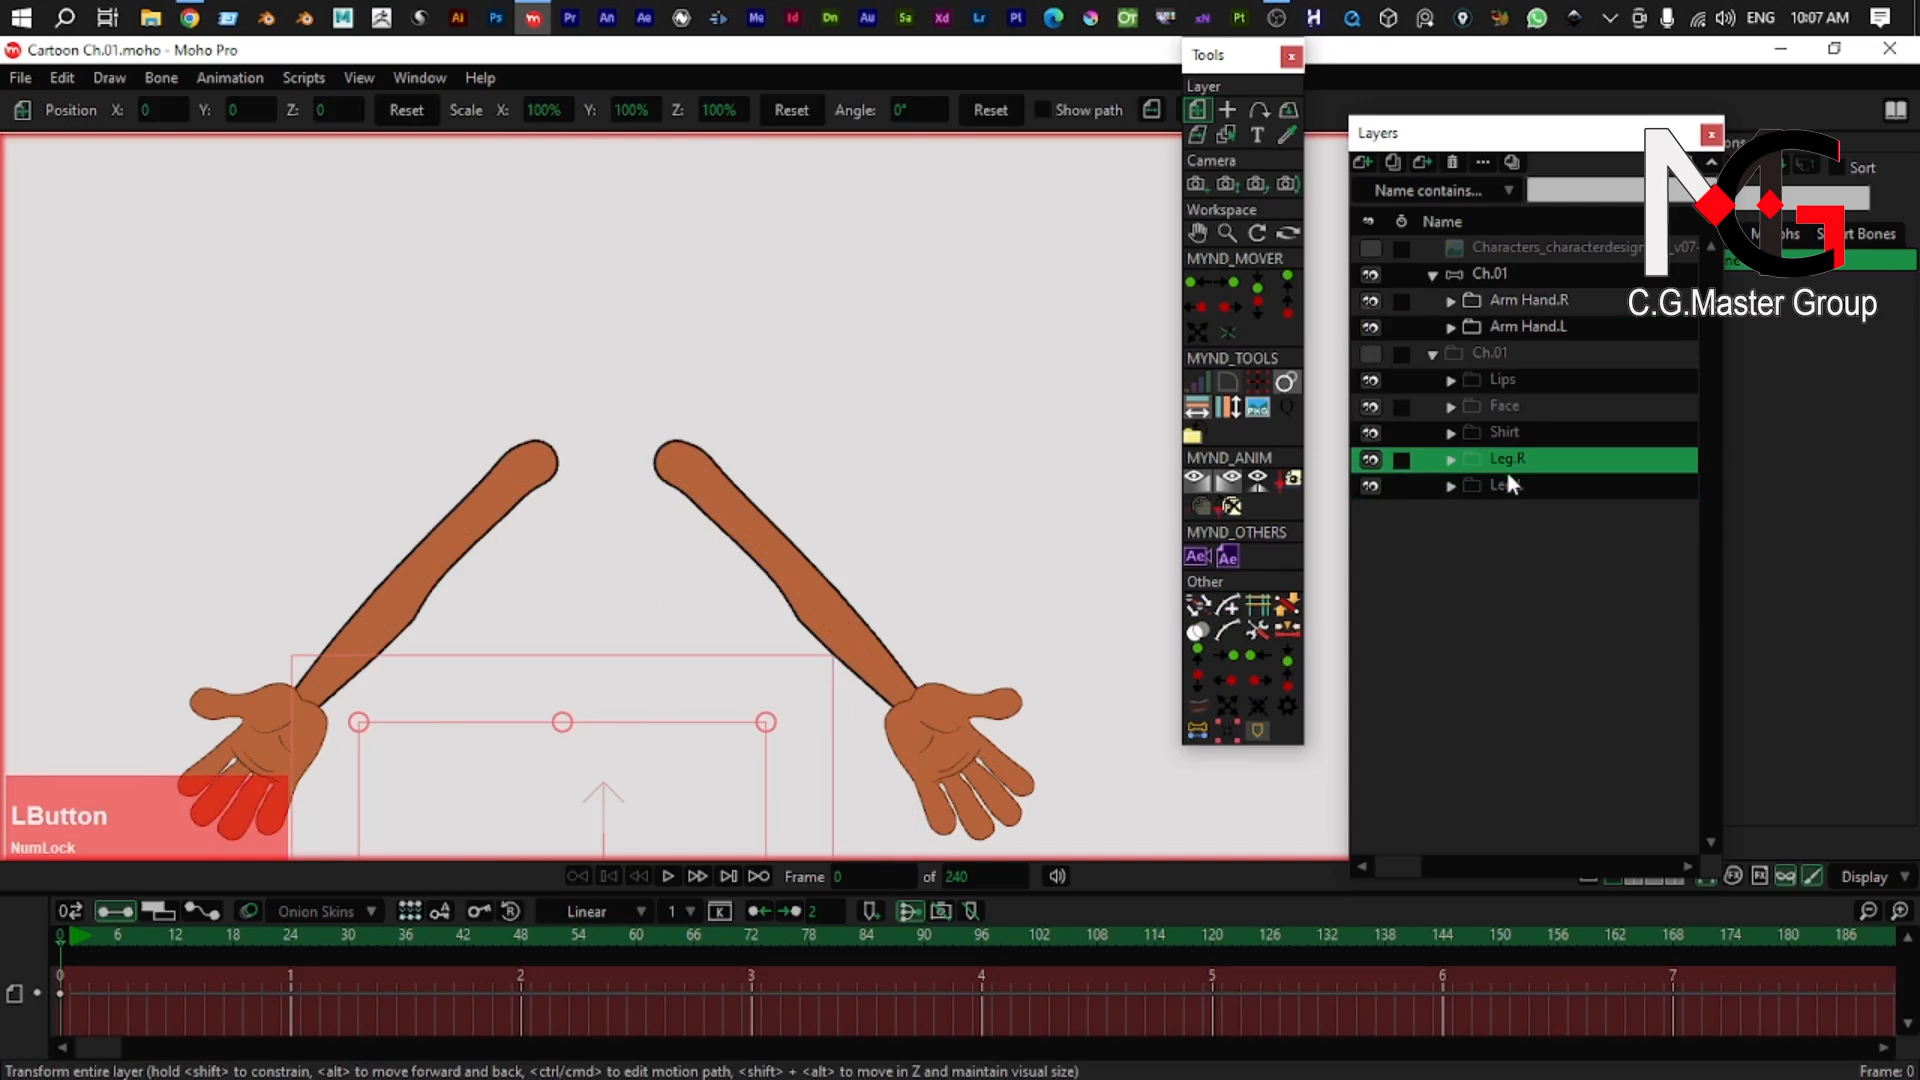 ENG
10:07 AM
Cartoon Ch.01.moho - Moho Pro
File Edit Draw Bone Animation Scripts View Window Help
Position X: 0 Y: 0 Z: 0 Reset Scale X: 100% Y: 100% Z: 100% Reset Angle: 0° Reset Show path
Tools
Layer
Camera
Workspace
MYND_MOVER
MYND_TOOLS
MYND_ANIM
MYND_OTHERS
Other
Layers
Sort
Name contains...
Name
Characters_characterdesign
_v07-
Ch.01
Arm Hand.R
Arm Hand.L
Ch.01
Lips
Face
Shirt
Leg.R
C.G.Master Group
LButton
NumLock
Frame 0 of 240
Display
Onion Skins
Linear
1
2
0 6 12 18 24 30 36 42 48 54 60 66 72 78 84 90 96 102 108 114 120 126 132 138 144 150 156 162 168 174 180 186
0 1 2 3 4 5 6 7
Transform entire layer (hold <shift> to constrain, <alt> to move forward and back, <ctrl/cmd> to edit motion path, <shift> + <alt> to move in Z and maintain visual size)
Frame: 0